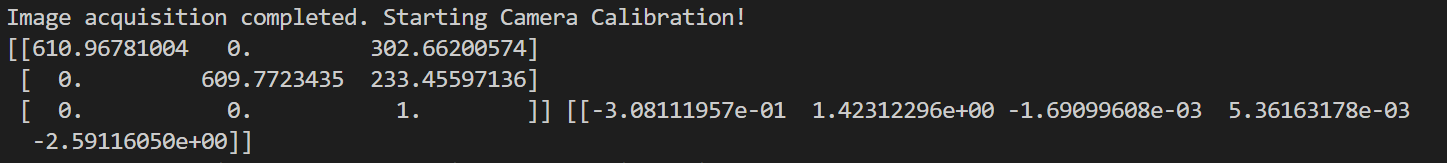 Image acquisition completed. Starting Camera Calibration!
[[610.96781004   0.         302.66200574]
 [  0.         609.7723435  233.45597136]
 [  0.           0.           1.        ]] [[-3.08111957e-01  1.42312296e+00 -1.69099608e-03  5.36163178e-03
  -2.59116050e+00]]